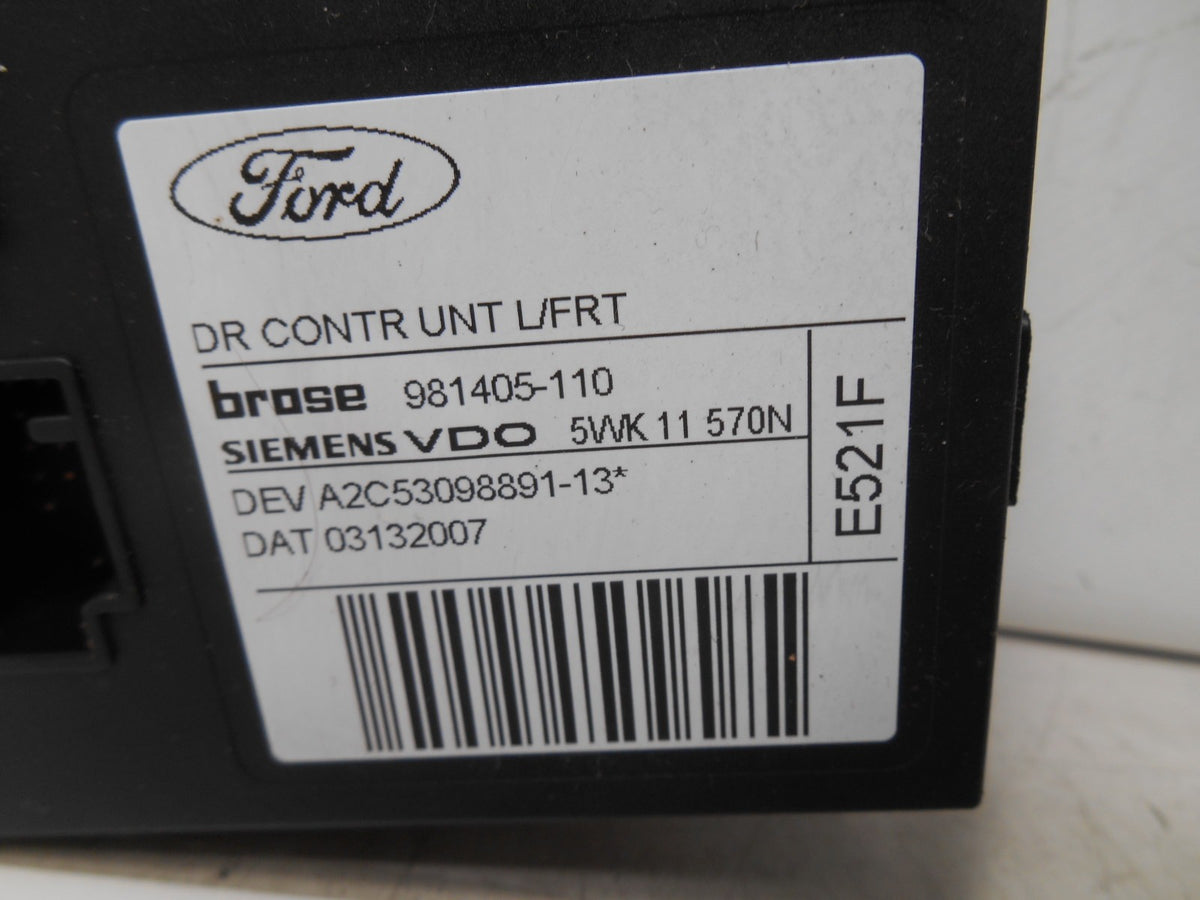 Ford
DR CONTR UNT L/FRT
brose 981405-110
SIEMENS VDO 5WK 11 570N
DEV A2C53098891-13*
DAT 03132007
E521F